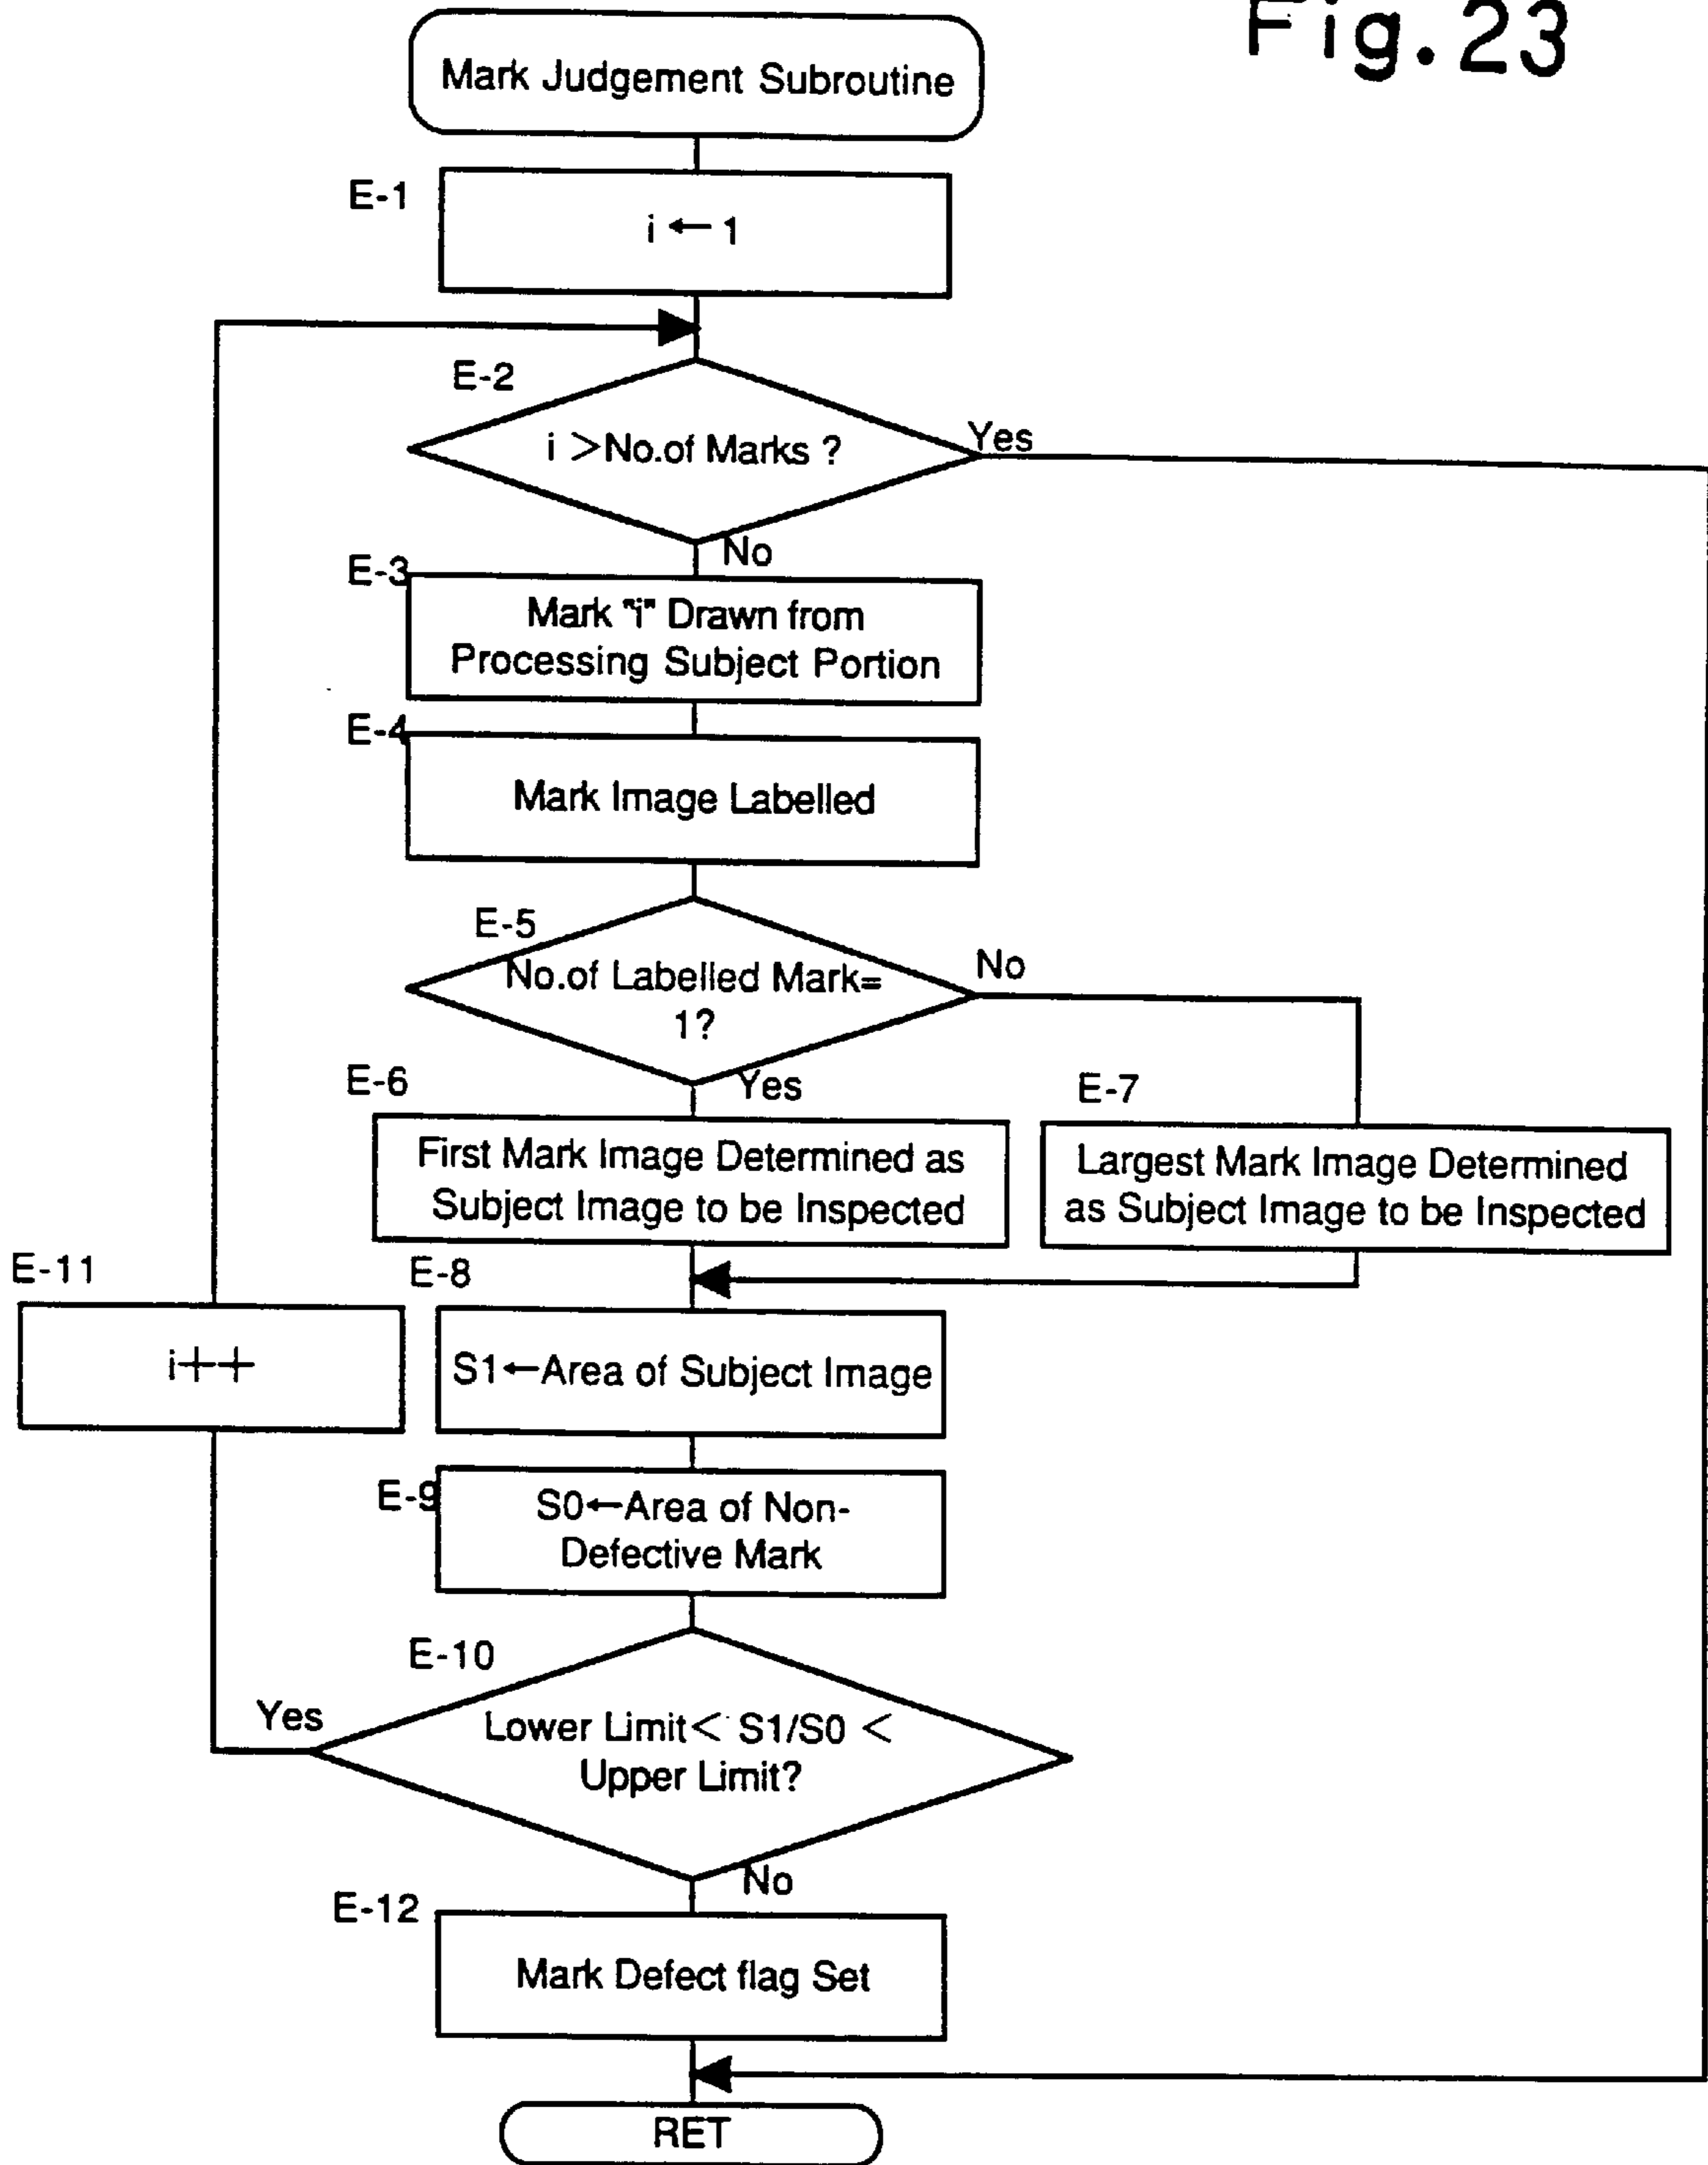 Fig.23
Mark Judgement Subroutine
E-1
i ← 1
E-2
i >No.of Marks ?
Yes
No
E-3
Mark "i" Drawn from
Processing Subject Portion
E-4
Mark Image Labelled
E-5
No.of Labelled Mark=
1?
No
Yes
E-6
First Mark Image Determined as
Subject Image to be Inspected
E-7
Largest Mark Image Determined
as Subject Image to be Inspected
E-8
S1←Area of Subject Image
E-11
i++
E-9
S0←Area of Non-
Defective Mark
E-10
Lower Limit< S1/S0 <
Upper Limit?
Yes
No
E-12
Mark Defect flag Set
RET